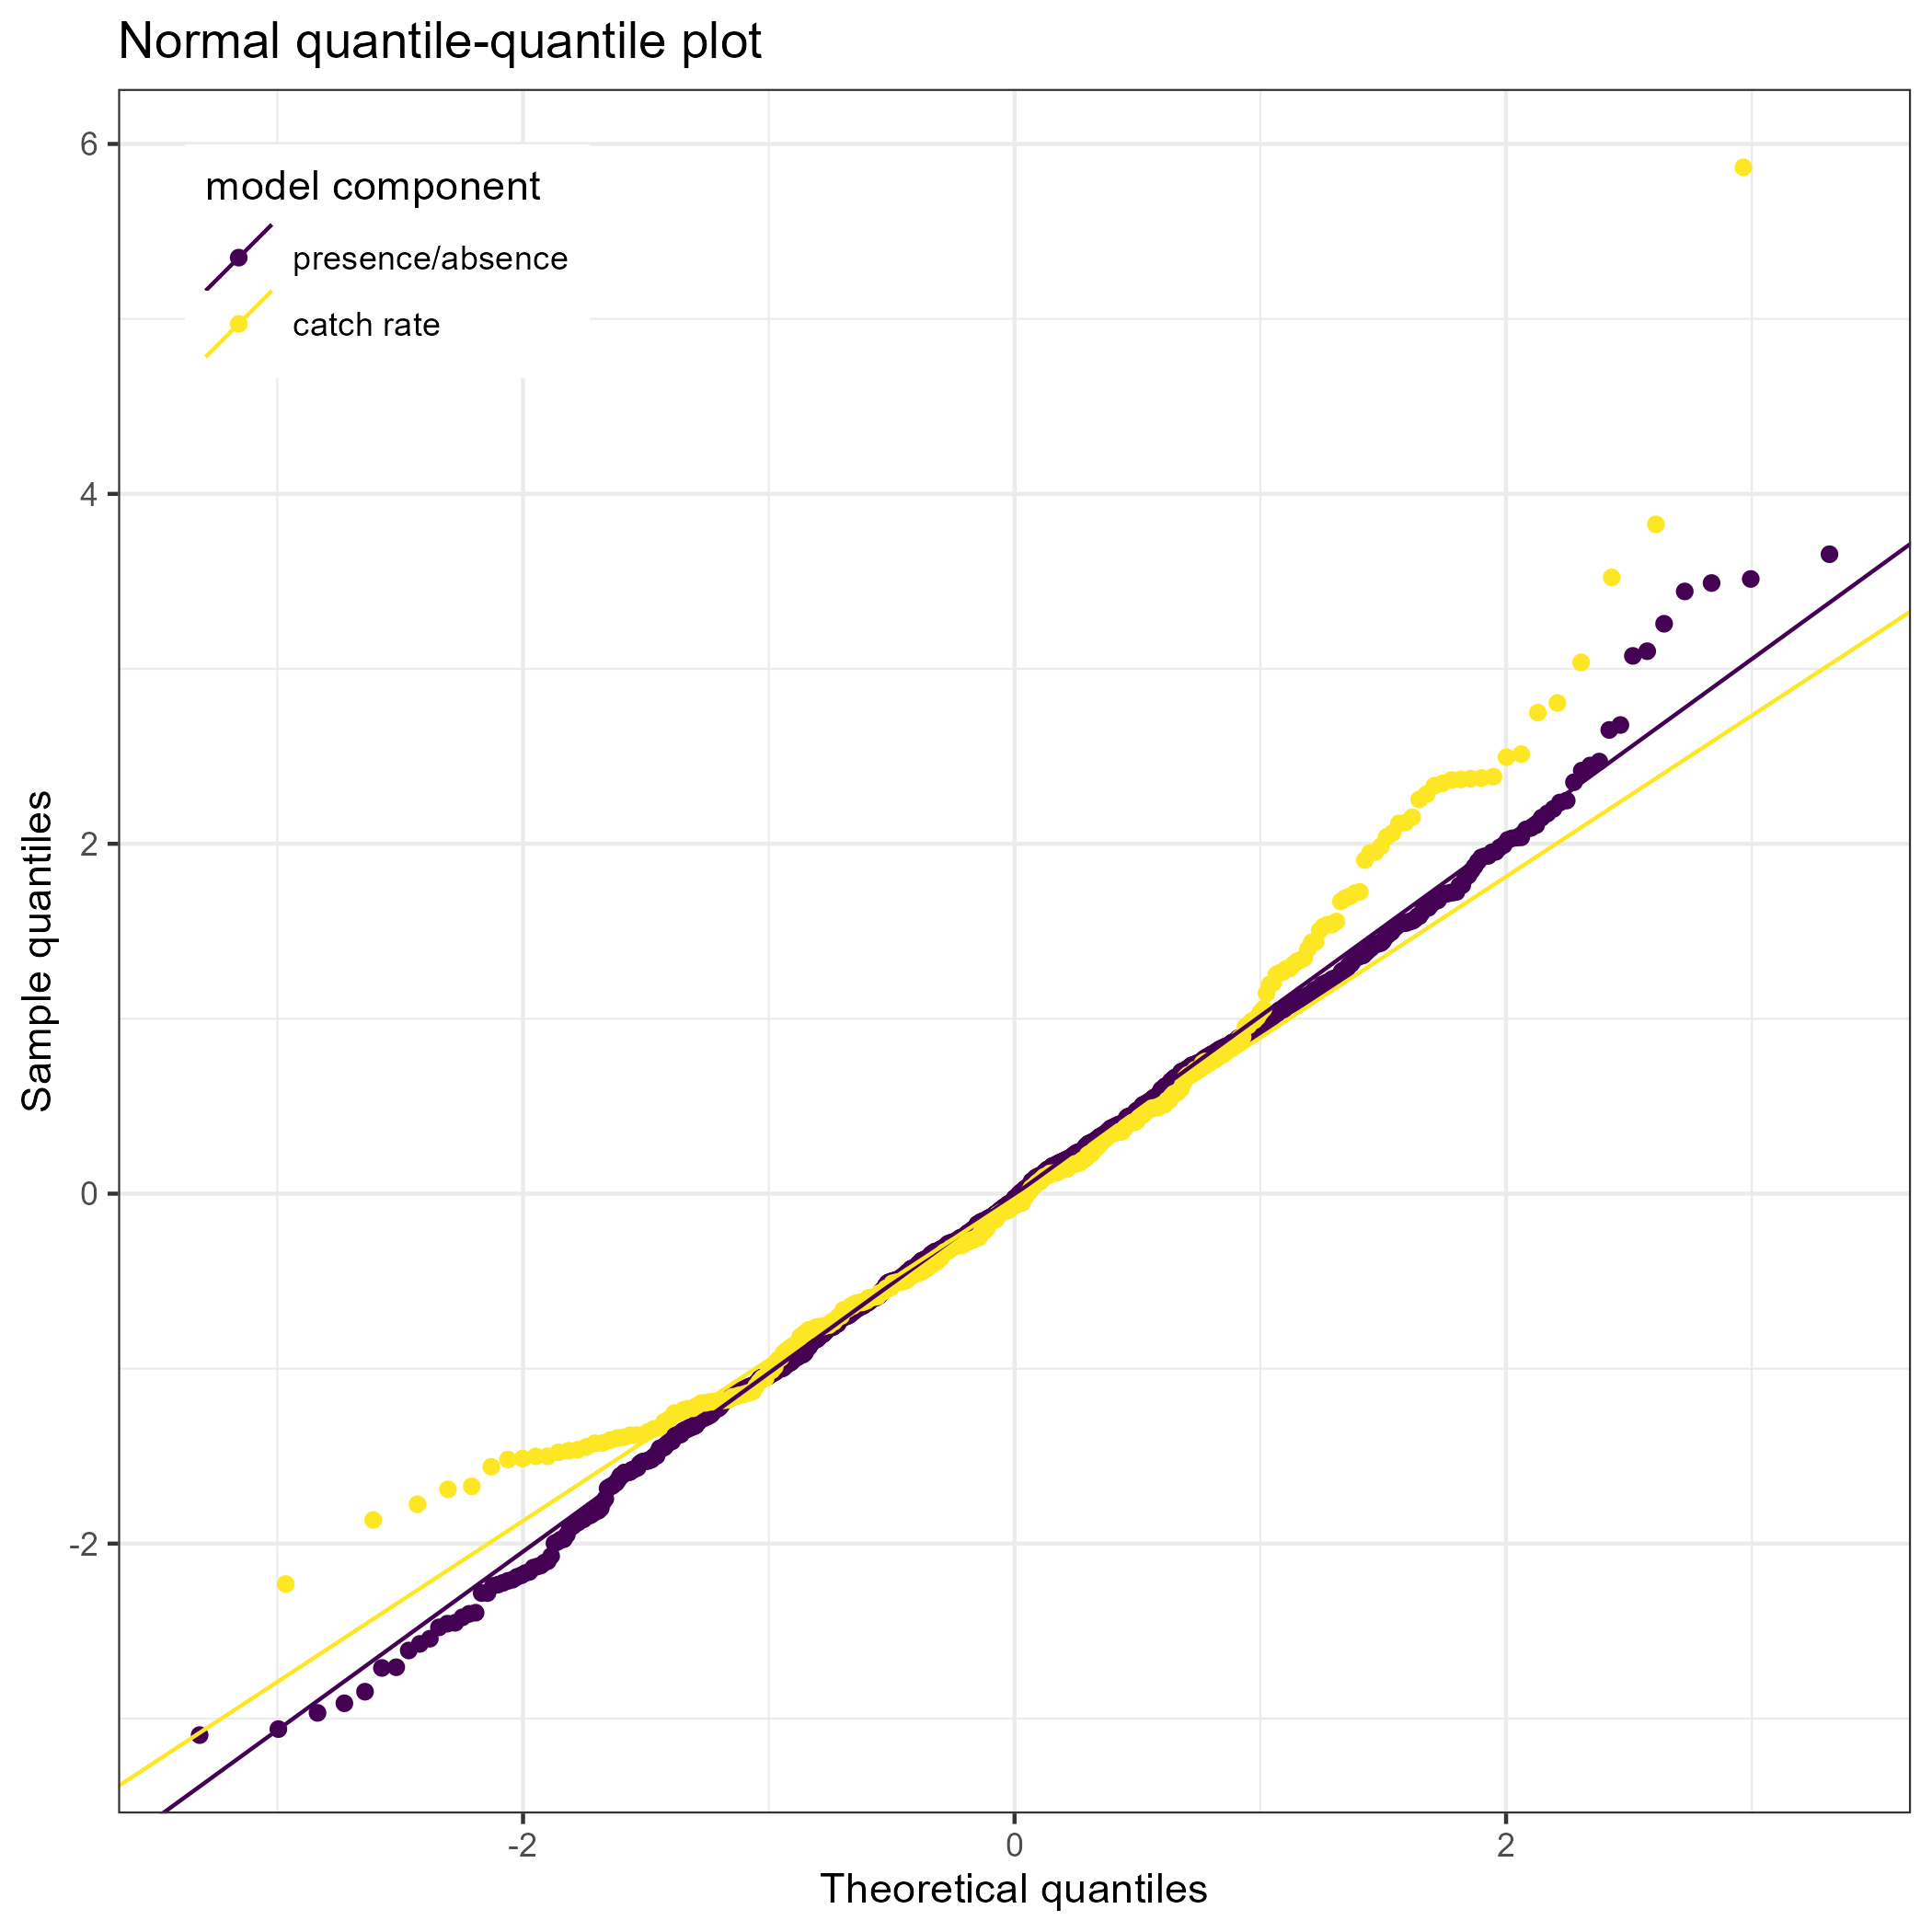 Normal quantile-quantile plot
6
4
2
0
-2
model component
presence/absence
catch rate
Sample quantiles
-2
0
2
Theoretical quantiles